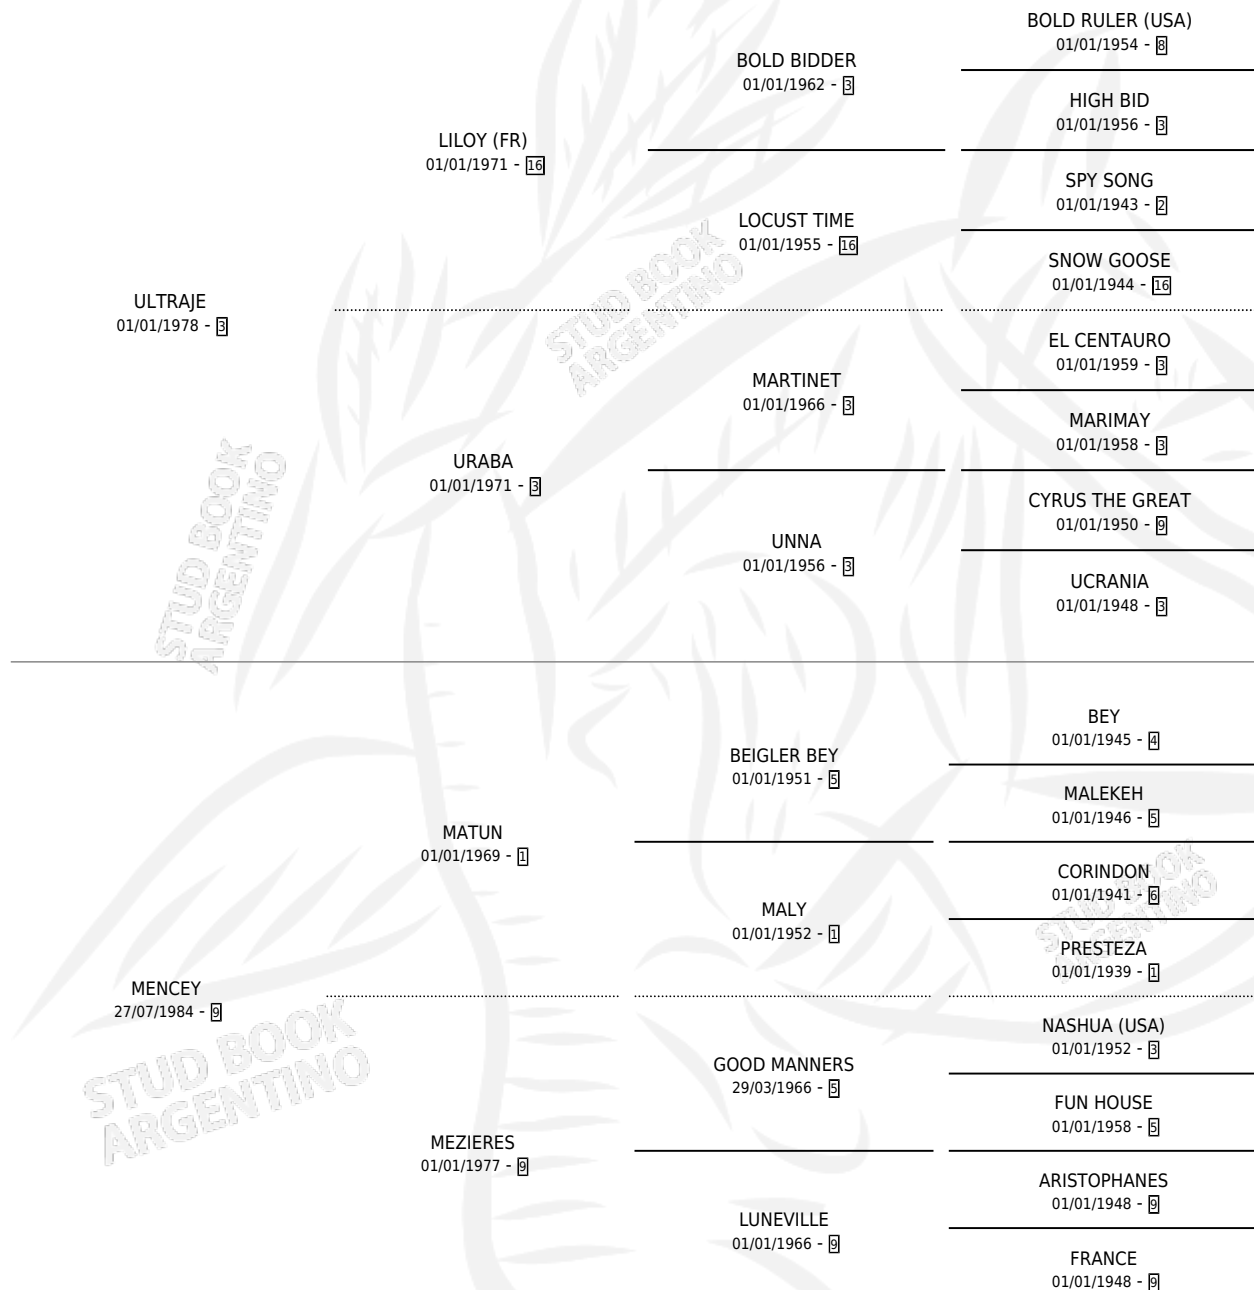 BOLD RULER (USA)
01/01/1954 - 8
BOLD BIDDER
01/01/1962 - 3
HIGH BID
01/01/1956 - 3
LILOY (FR)
01/01/1971 - 16
SPY SONG
01/01/1943 - 2
LOCUST TIME
01/01/1955 - 16
SNOW GOOSE
01/01/1944 - 16
ULTRAJE
01/01/1978 - 3
EL CENTAURO
01/01/1959 - 3
MARTINET
01/01/1966 - 3
MARIMAY
01/01/1958 - 3
URABA
01/01/1971 - 3
CYRUS THE GREAT
01/01/1950 - 9
UNNA
01/01/1956 - 3
UCRANIA
01/01/1948 - 3
BEY
01/01/1945 - 4
BEIGLER BEY
01/01/1951 - 5
MALEKEH
01/01/1946 - 5
MATUN
01/01/1969 - 1
CORINDON
01/01/1941 - 6
MALY
01/01/1952 - 1
PRESTEZA
01/01/1939 - 1
MENCEY
27/07/1984 - 9
NASHUA (USA)
01/01/1952 - 3
GOOD MANNERS
29/03/1966 - 5
FUN HOUSE
01/01/1958 - 5
MEZIERES
01/01/1977 - 9
ARISTOPHANES
01/01/1948 - 9
LUNEVILLE
01/01/1966 - 9
FRANCE
01/01/1948 - 9
STUD BOOK
ARGENTINO
STUD BOOK
ARGENTINO
STUD BOOK
ARGENTINO
STUD BOOK
ARGENTINO